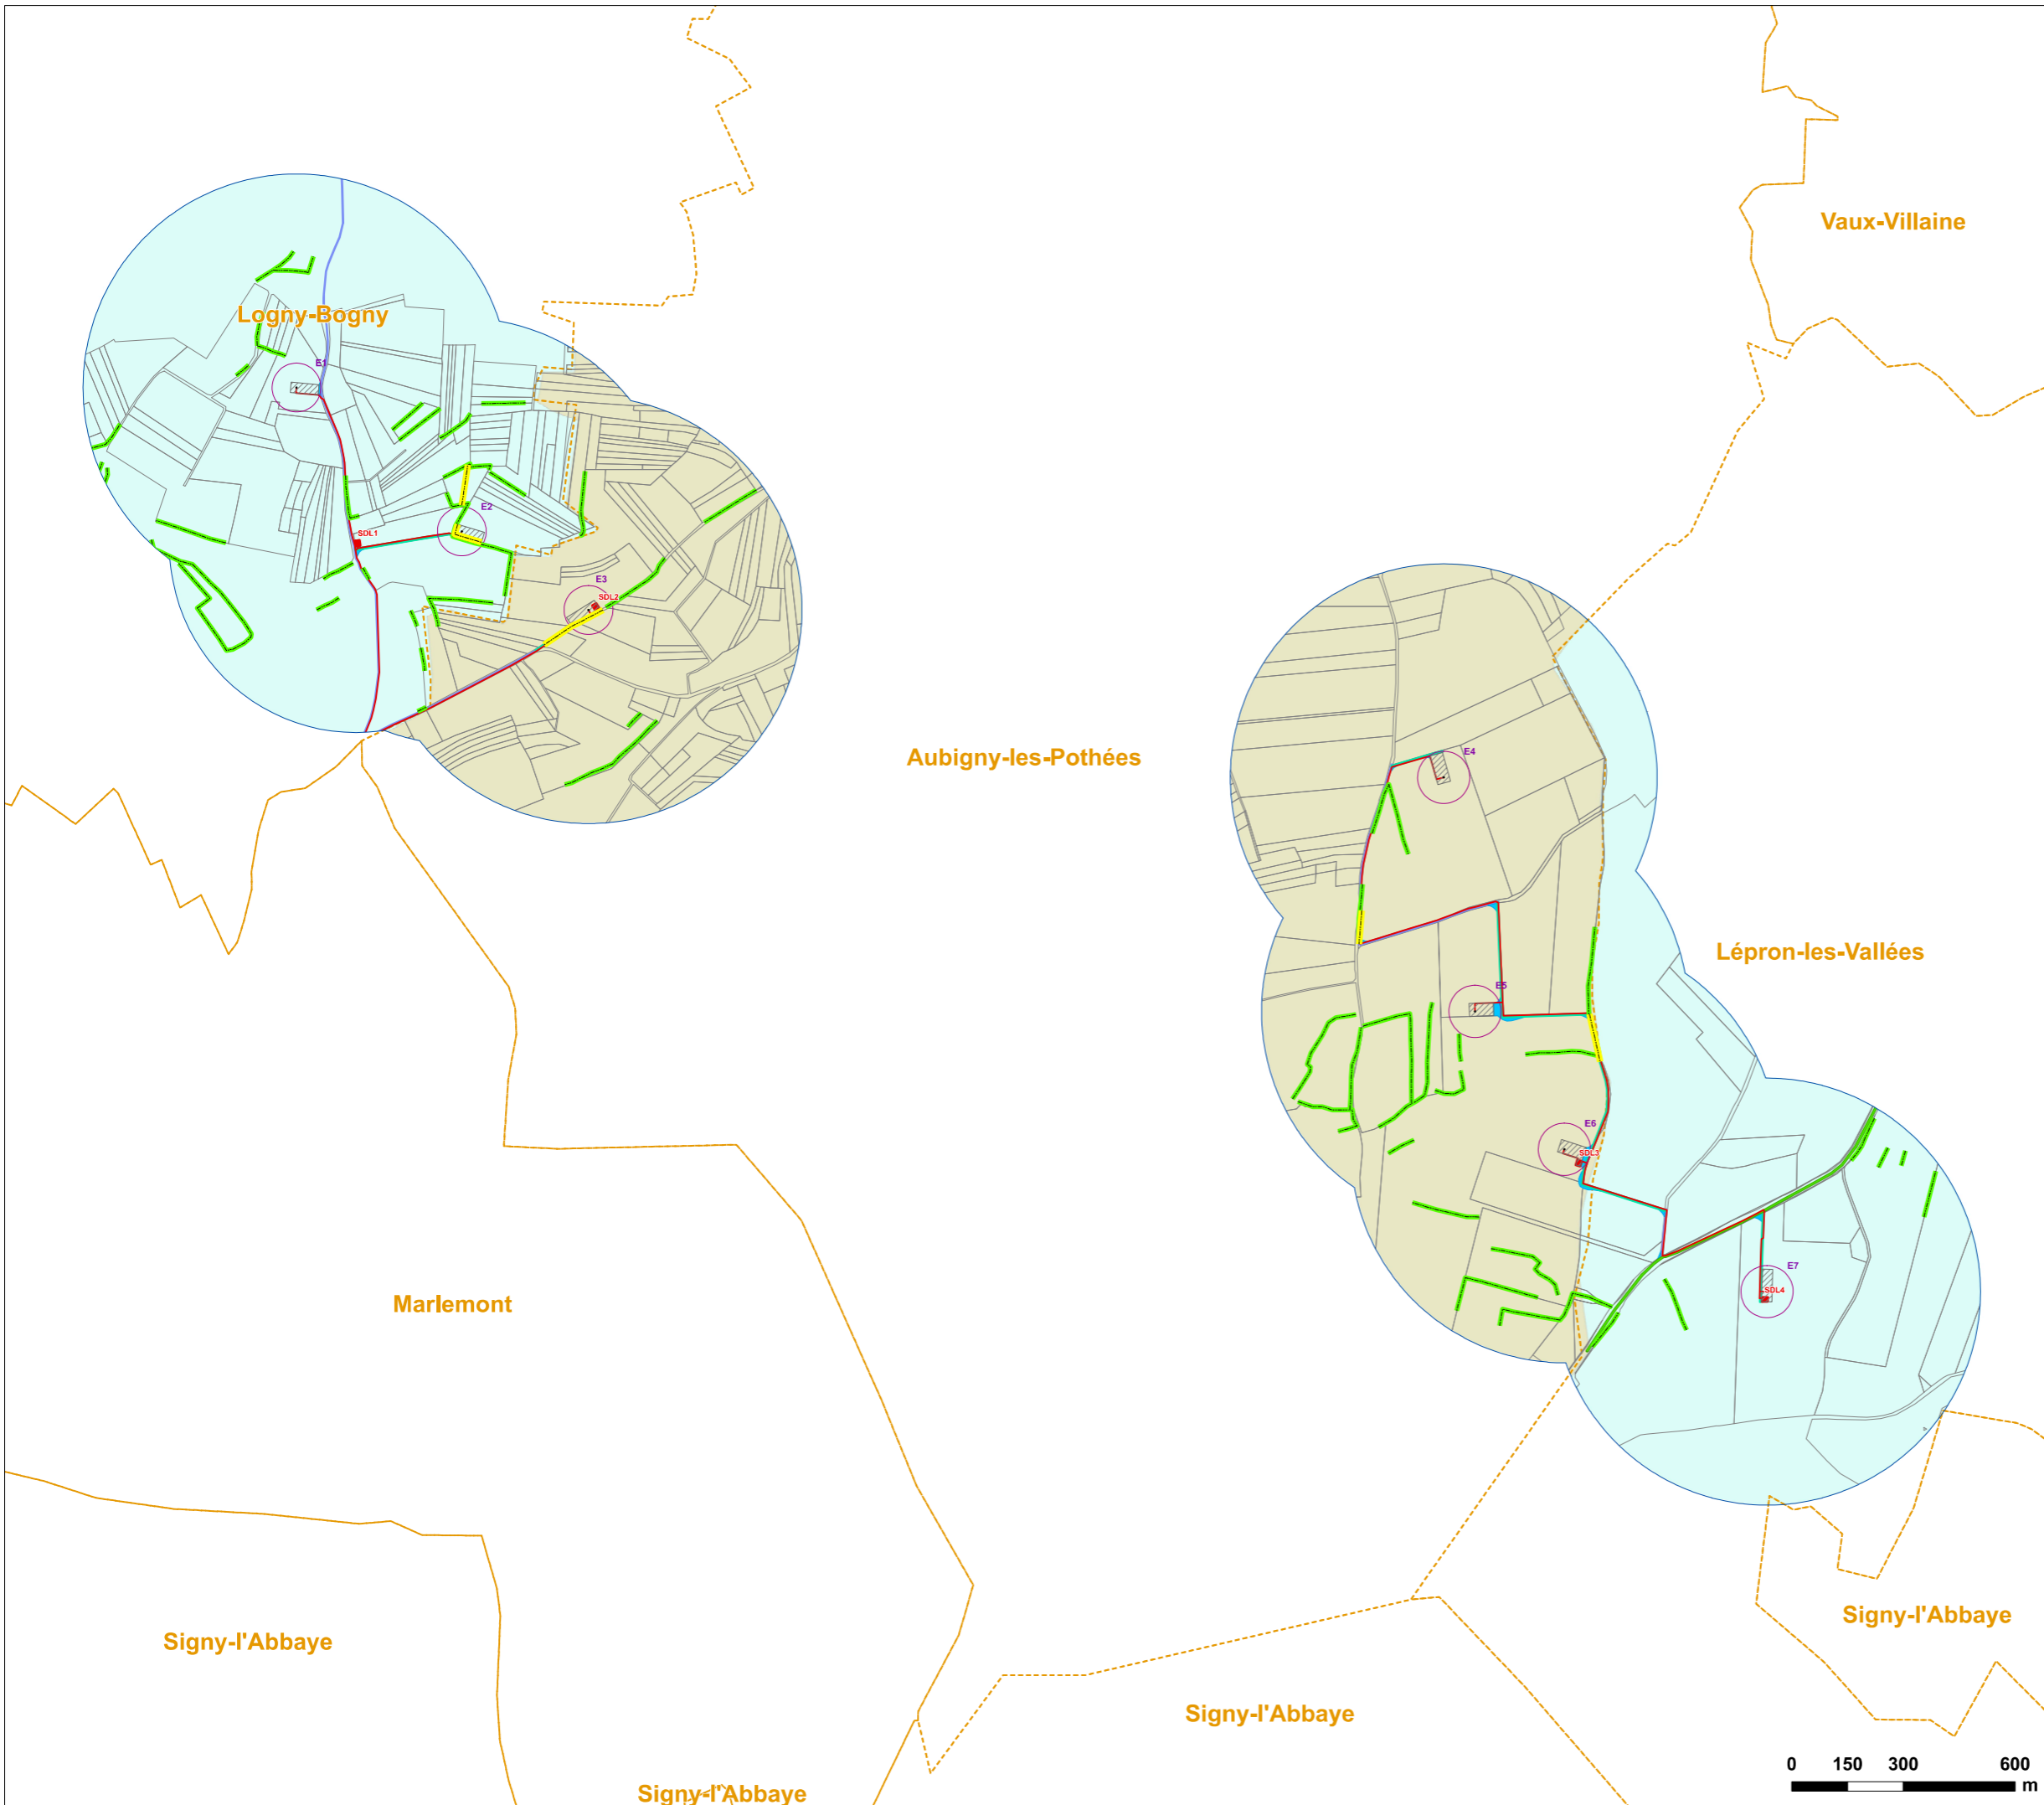 Vaux-Villaine
Logny-Bogny
E1
E2
SDL1
E3
SDL2
Aubigny-les-Pothées
E4
Lépron-les-Vallées
E5
E6
SDL3
E7
SDL4
Marlemont
Signy-l'Abbaye
Signy-l'Abbaye
Signy-l'Abbaye
Signy-l'Abbaye
0 150 300 600
m